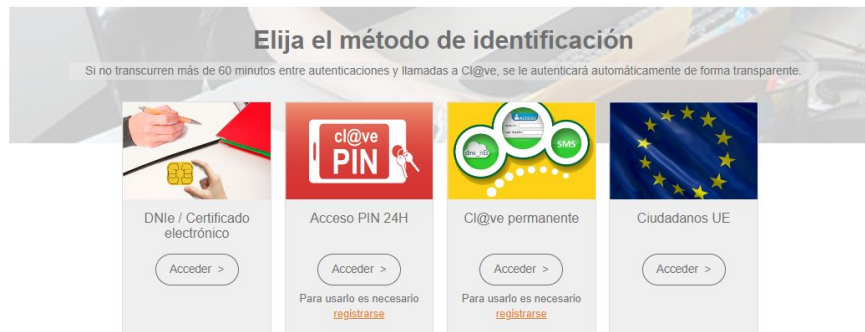 Elija el método de identificación
Si no transcurren más de 60 minutos entre autenticaciones y llamadas a Cl@ve, se le autenticará automáticamente de forma transparente.
cl@ve
PIN
ACCESO
dni
SMS
DNIe / Certificado
electrónico
Acceso PIN 24H
Cl@ve permanente
Ciudadanos UE
Acceder >
Acceder >
Acceder >
Acceder >
Para usarlo es necesario
registrarse
Para usarlo es necesario
registrarse